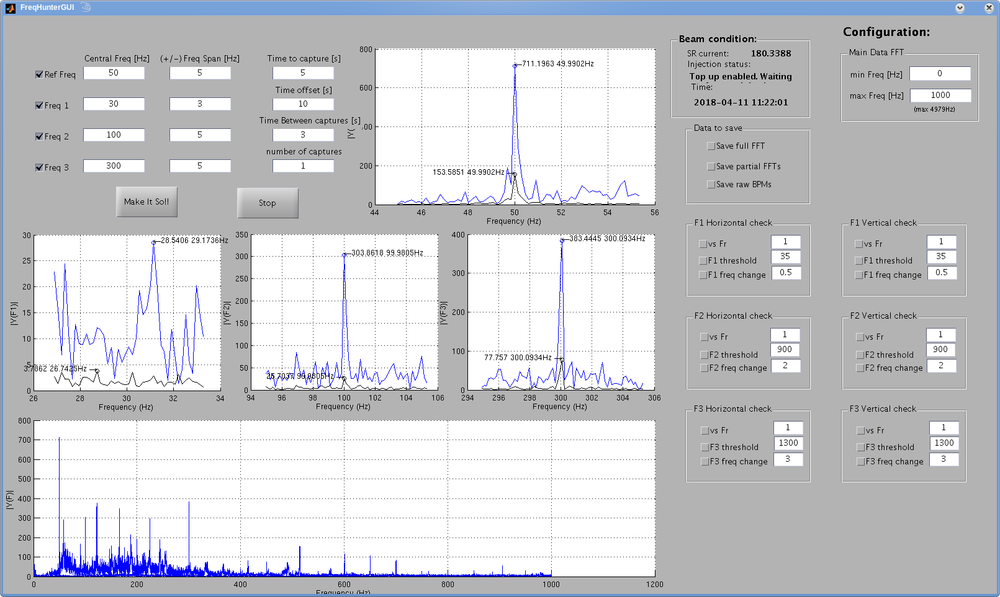 FreqHunterGUI
Configuration:
Central Freq [Hz]
(+/-) Freq Span [Hz]
Time to capture [s]
Ref Freq
50
5
5
Time offset [s]
Freq 1
30
3
10
Time Between captures [s]
Freq 2
100
5
3
number of captures
Freq 3
300
5
1
Make It So!!
Stop
800
600
200
0
|Y(
711.1963 49.9902Hz
153.5851 49.9902Hz
44
46
48
50
52
54
56
Frequency (Hz)
Beam condition:
SR current:
180.3388
Injection status:
Top up enabled. Waiting
Time:
2018-04-11 11:22:01
Main Data FFT
min Freq [Hz]
0
max Freq [Hz]
1000
(max 4979Hz)
Data to save
Save full FFT
Save partial FFTs
Save raw BPMs
30
25
20
15
10
5
0
|Y(F1)|
28.5406 29.1736Hz
26.7425Hz
26
28
30
32
34
Frequency (Hz)
350
300
250
200
150
100
50
0
|Y(F2)|
303.8618 99.9805Hz
25.7037 99.9805Hz
94
96
98
100
102
104
106
Frequency (Hz)
400
300
200
100
0
|Y(F3)|
383.4445 300.0934Hz
77.757 300.0934Hz
294
296
298
300
302
304
306
Frequency (Hz)
F1 Horizontal check
vs Fr
1
F1 threshold
35
F1 freq change
0.5
F1 Vertical check
vs Fr
1
F1 threshold
35
F1 freq change
0.5
F2 Horizontal check
vs Fr
1
F2 threshold
900
F2 freq change
2
F2 Vertical check
vs Fr
1
F2 threshold
900
F2 freq change
2
F3 Horizontal check
vs Fr
1
F3 threshold
1300
F3 freq change
3
F3 Vertical check
vs Fr
1
F3 threshold
1300
F3 freq change
3
800
700
600
500
400
300
200
100
0
|Y(F)|
0
200
400
600
800
1000
1200
Frequency (Hz)